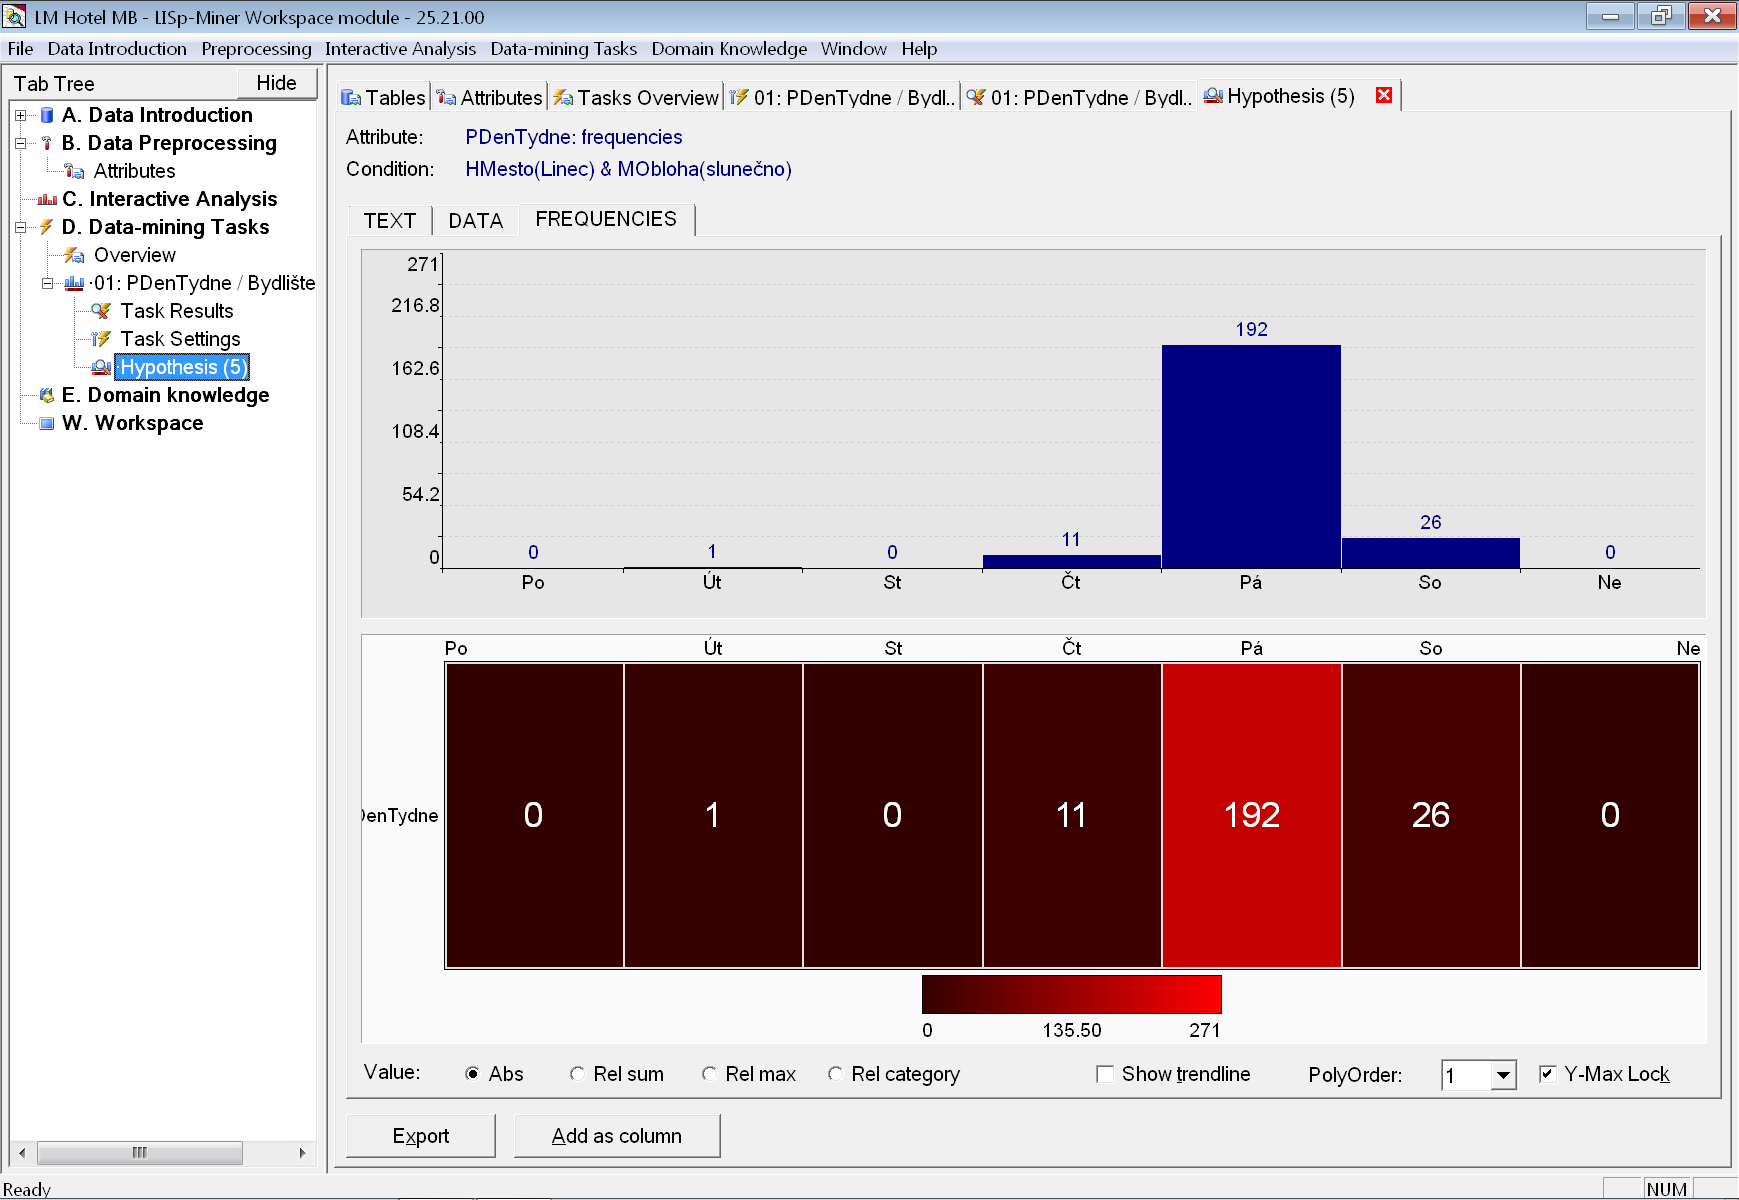 LM Hotel MB - LISp-Miner Workspace module - 25.21.00
File Data Introduction Preprocessing Interactive Analysis Data-mining Tasks Domain Knowledge Window Help
Tab Tree Hide
A. Data Introduction
B. Data Preprocessing
Attributes
C. Interactive Analysis
D. Data-mining Tasks
Overview
·01: PDenTydne / Bydlište
Task Results
Task Settings
·Hypothesis (5)
E. Domain knowledge
W. Workspace
Tables Attributes Tasks Overview 01: PDenTydne / Bydl.. 01: PDenTydne / Bydl.. Hypothesis (5)
Attribute: PDenTydne: frequencies
Condition: HMesto(Linec) & MObloha(slunečno)
TEXT DATA FREQUENCIES
271
216.8
162.6
108.4
54.2
0
0 1 0 11 192 26 0
Po Út St Čt Pá So Ne
Po Út St Čt Pá So Ne
DenTydne 0 1 0 11 192 26 0
0 135.50 271
Value: Abs Rel sum Rel max Rel category Show trendline PolyOrder: 1 Y-Max Lock
Export Add as column
Ready NUM